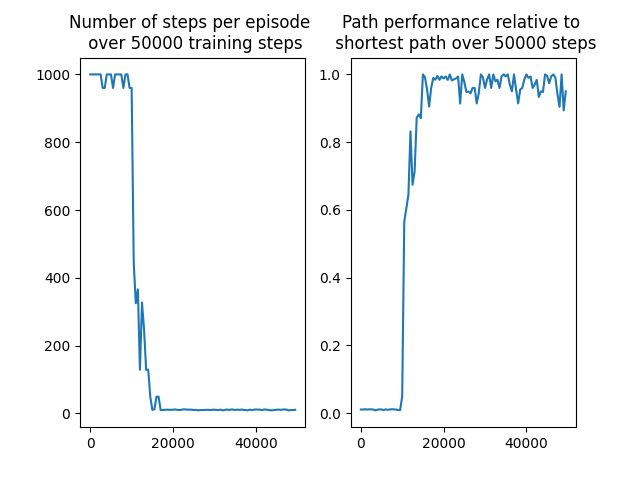 Number of steps per episode
over 50000 training steps
1000
800
600
400
200
0
0 20000 40000
Path performance relative to
shortest path over 50000 steps
1.0
0.8
0.6
0.4
0.2
0.0
0 20000 40000